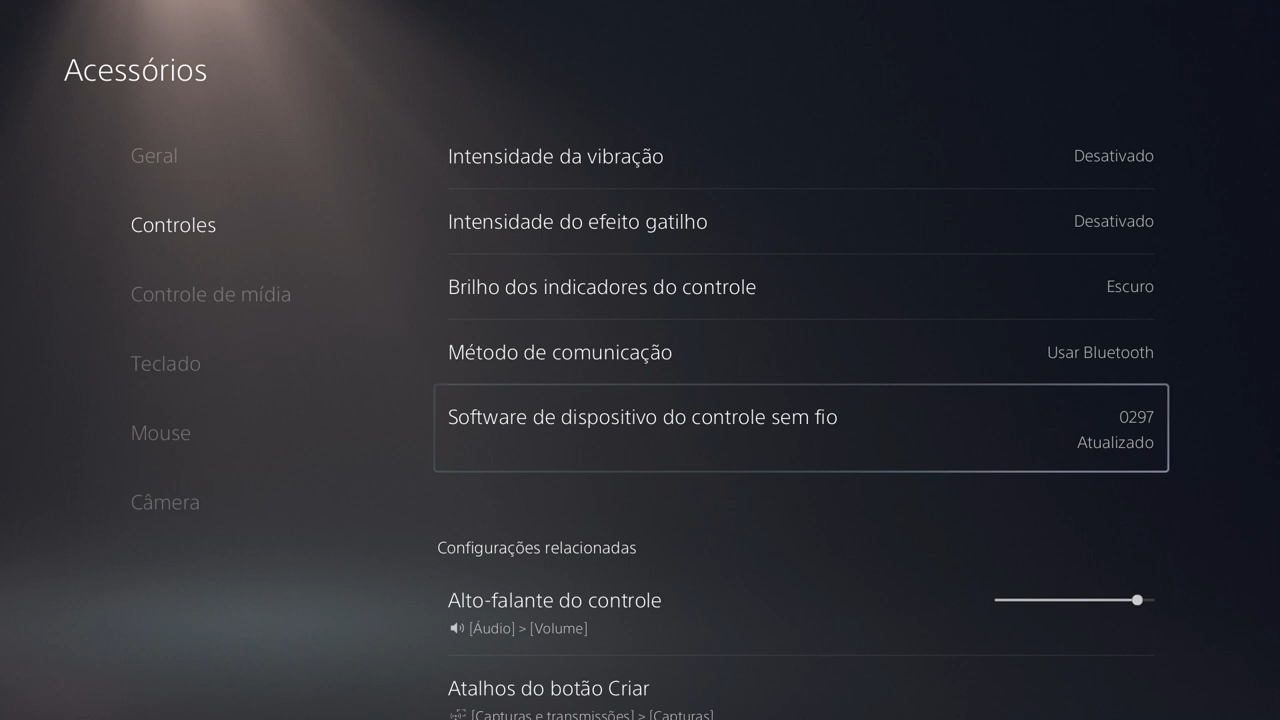 Acessórios
Geral
Controles
Controle de mídia
Teclado
Mouse
Câmera
Intensidade da vibração
Desativado
Intensidade do efeito gatilho
Desativado
Brilho dos indicadores do controle
Escuro
Método de comunicação
Usar Bluetooth
Software de dispositivo do controle sem fio
0297
Atualizado
Configurações relacionadas
Alto-falante do controle
[Áudio] > [Volume]
Atalhos do botão Criar
[Capturas e transmissões] > [Capturas]